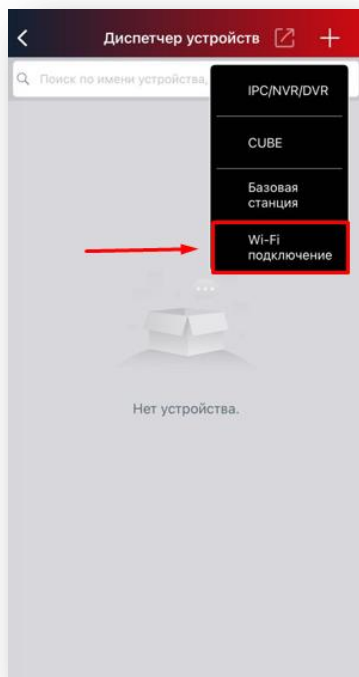 Диспетчер устройств
Поиск по имени устройства,
IPC/NVR/DVR
CUBE
Базовая
станция
Wi-Fi
подключение
Нет устройства.